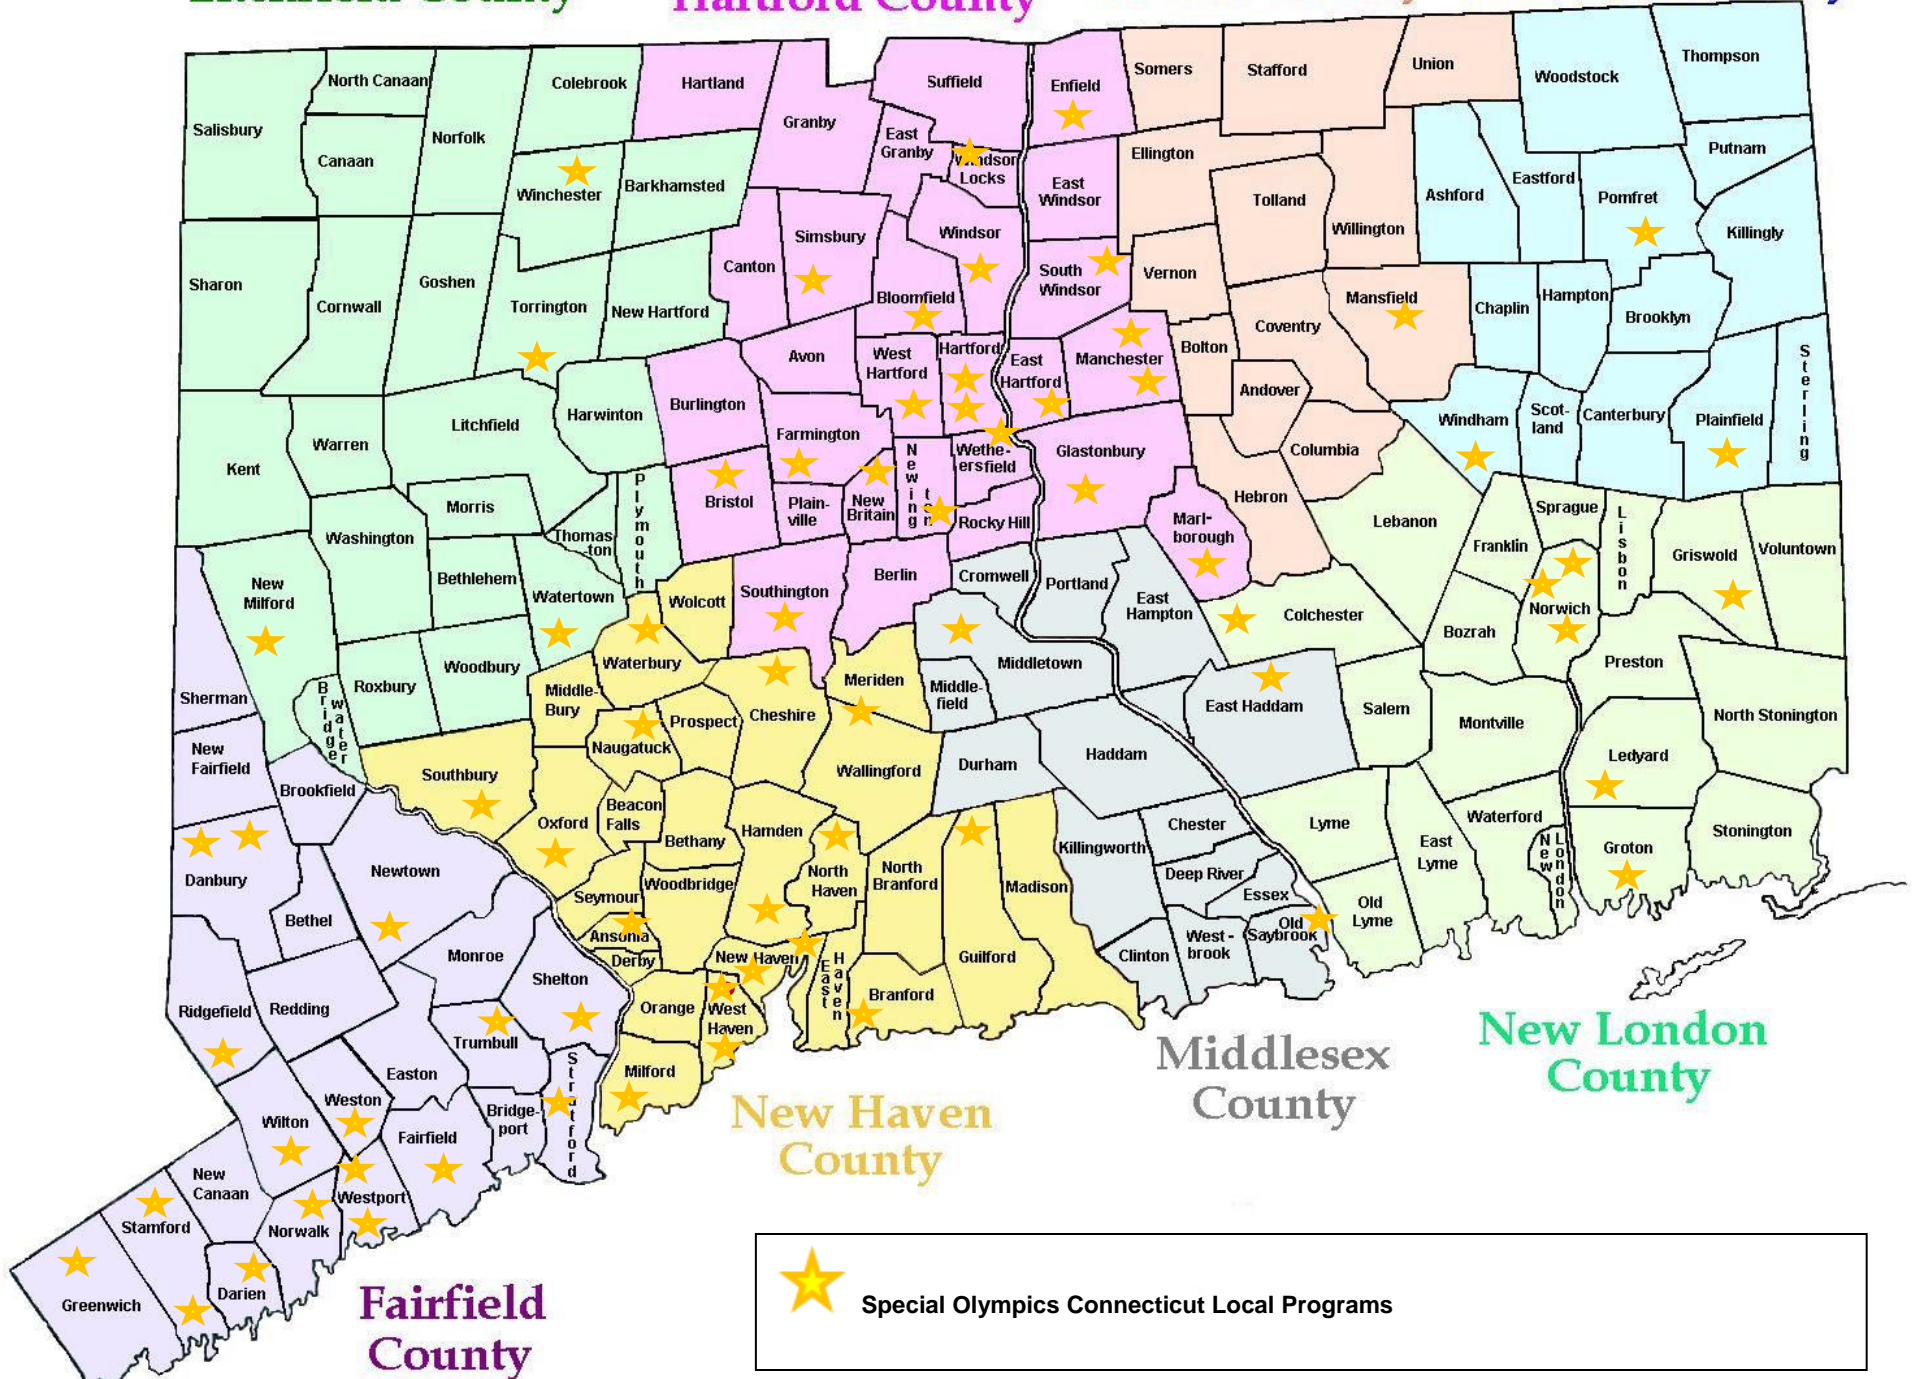 Litchfield County
Hartford County
North Canaan
Colebrook
Hartland
Suffield
Enfield
Somers
Stafford
Union
Woodstock
Thompson
Salisbury
Canaan
Norfolk
Winchester
Barkhamsted
Granby
East
Granby
Windsor
Locks
East
Windsor
Ellington
Tolland
Willington
Ashford
Eastford
Pomfret
Putnam
Killingly
Sharon
Cornwall
Goshen
Torrington
New Hartford
Canton
Simsbury
Bloomfield
Windsor
South
Windsor
Vernon
Coventry
Mansfield
Chaplin
Hampton
Brooklyn
Sterling
Avon
West
Hartford
Hartford
East
Hartford
Manchester
Bolton
Andover
Columbia
Windham
Scot-
land
Canterbury
Plainfield
Kent
Warren
Litchfield
Harwinton
Burlington
Farmington
Newington
Wethe-
ersfield
Glastonbury
Hebron
Lebanon
Morris
Thomas
-ton
Plymouth
Bristol
Plain-
ville
New
Britain
Rocky Hill
Marl-
borough
Franklin
Sprague
Lisbon
Griswold
Voluntown
Washington
Bethlehem
Watertown
Wolcott
Southington
Berlin
Cromwell
Portland
East
Hampton
Colchester
Bozrah
Norwich
Preston
New
Milford
Roxbury
Woodbury
Waterbury
Middle-
Bury
Cheshire
Meriden
Middle-
field
Middletown
East Haddam
Salem
Montville
North Stonington
Sherman
Bridgewater
New
Fairfield
Brookfield
Southbury
Naugatuck
Prospect
Wallingford
Durham
Haddam
Ledyard
Danbury
Newtown
Oxford
Beacon
Falls
Bethany
Hamden
North
Haven
North
Branford
Madison
Killingworth
Chester
Deep River
Essex
Lyme
East
Lyme
Waterford
New
London
Groton
Stonington
Bethel
Monroe
Seymour
Woodbridge
Ansonia
Derby
New Haven
East
Haven
Guilford
Clinton
West-
brook
Old
Saybrook
Old
Lyme
Ridgefield
Redding
Shelton
Orange
West
Haven
Branford
Trumbull
Easton
Stratford
Milford
Wilton
Weston
Fairfield
Bridge-
port
New
Canaan
Westport
Norwalk
Stamford
Darien
Greenwich
New Haven
County
Middlesex
County
New London
County
Fairfield
County
Special Olympics Connecticut Local Programs